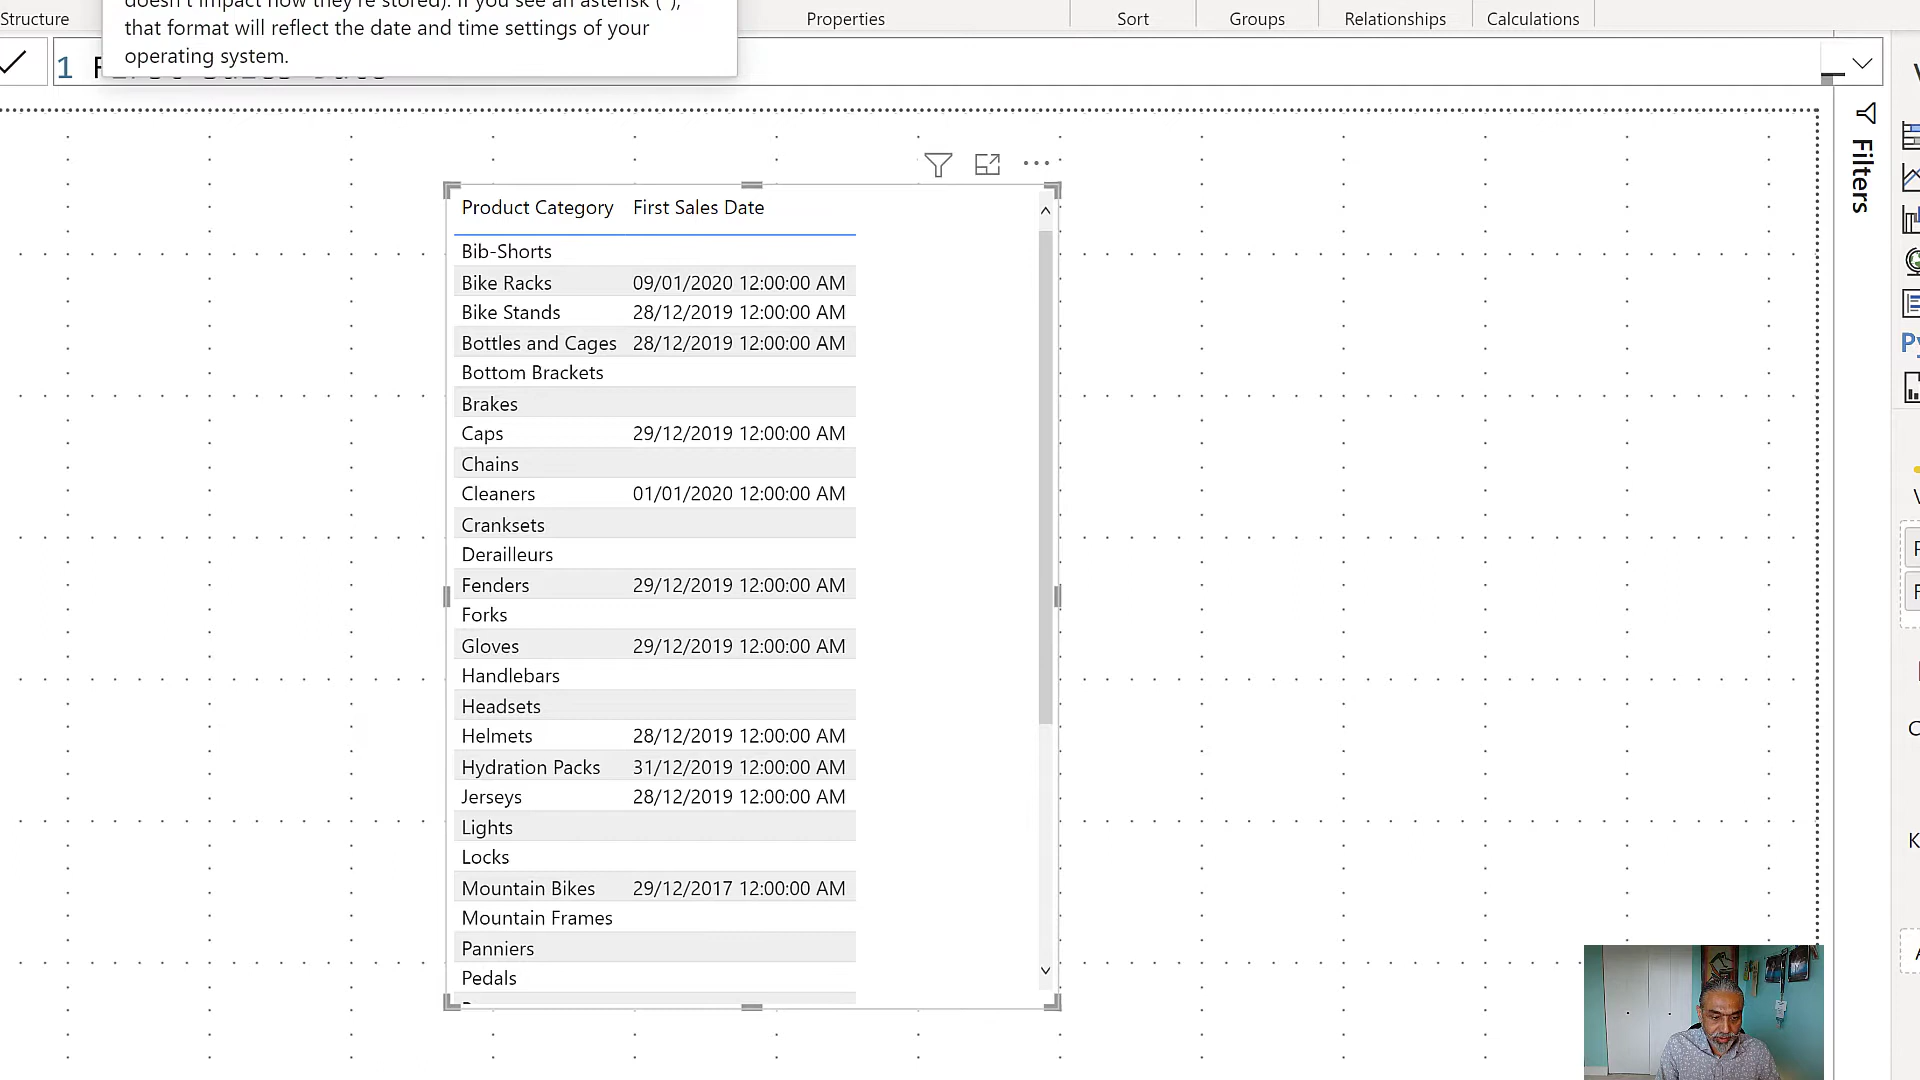 Structure
Properties
Sort
Groups
Relationships
Calculations
that format will reflect the date and time settings of your
operating system.
1
Filters
Product Category First Sales Date
Bib-Shorts
Bike Racks 09/01/2020 12:00:00 AM
Bike Stands 28/12/2019 12:00:00 AM
Bottles and Cages 28/12/2019 12:00:00 AM
Bottom Brackets
Brakes
Caps 29/12/2019 12:00:00 AM
Chains
Cleaners 01/01/2020 12:00:00 AM
Cranksets
Derailleurs
Fenders 29/12/2019 12:00:00 AM
Forks
Gloves 29/12/2019 12:00:00 AM
Handlebars
Headsets
Helmets 28/12/2019 12:00:00 AM
Hydration Packs 31/12/2019 12:00:00 AM
Jerseys 28/12/2019 12:00:00 AM
Lights
Locks
Mountain Bikes 29/12/2017 12:00:00 AM
Mountain Frames
Panniers
Pedals